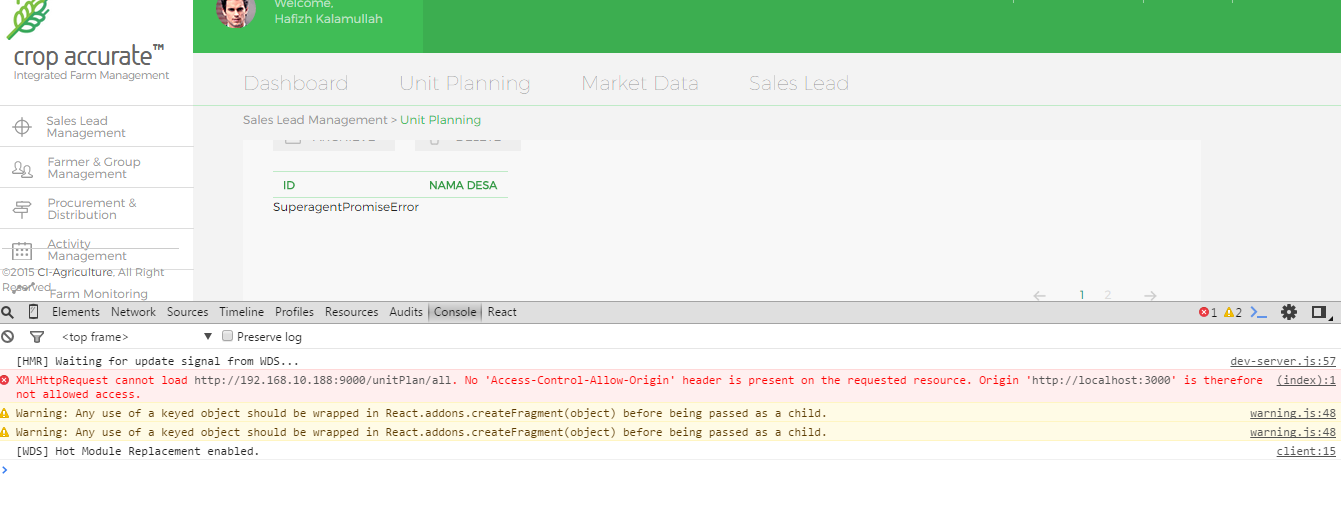 Welcome,
Hafizh Kalamullah
crop accurate™
Integrated Farm Management
Dashboard
Unit Planning
Market Data
Sales Lead
Sales Lead Management > Unit Planning
Sales Lead
Management
Farmer & Group
Management
Procurement &
Distribution
Activity
Management
©2015 CI-Agriculture, All Right
Reserved
Farm Monitoring
ID
NAMA DESA
SuperagentPromiseError
1
2
Elements
Network
Sources
Timeline
Profiles
Resources
Audits
Console
React
1
2
<top frame>
Preserve log
[HMR] Waiting for update signal from WDS...
dev-server.js:57
XMLHttpRequest cannot load http://192.168.10.188:9000/unitPlan/all. No 'Access-Control-Allow-Origin' header is present on the requested resource. Origin 'http://localhost:3000' is therefore
(index):1
not allowed access.
Warning: Any use of a keyed object should be wrapped in React.addons.createFragment(object) before being passed as a child.
warning.js:48
Warning: Any use of a keyed object should be wrapped in React.addons.createFragment(object) before being passed as a child.
warning.js:48
[WDS] Hot Module Replacement enabled.
client:15